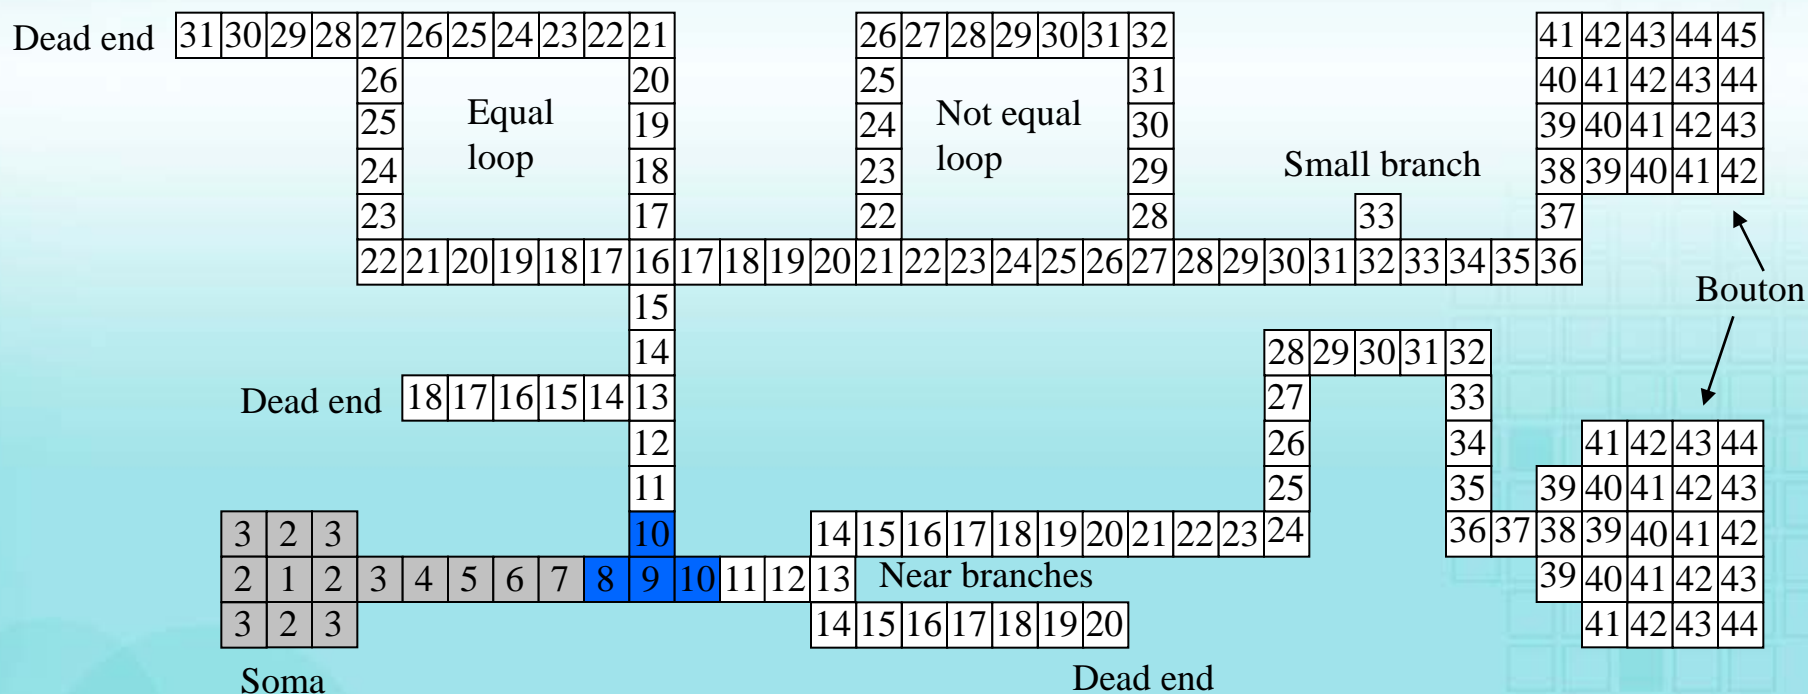 Dead end 31 30 29 28 27 26 25 24 23 22 21 26 27 28 29 30 31 32 41 42 43 44 45
26 20 25 31 40 41 42 43 44
Equal Not equal
25 19 24 30 39 40 41 42 43
loop loop
24 18 23 29 Small branch 38 39 40 41 42
23 17 22 28 33 37
22 21 20 19 18 17 16 17 18 19 20 21 22 23 24 25 26 27 28 29 30 31 32 33 34 35 36
15 Bouton
14 28 29 30 31 32
Dead end 18 17 16 15 14 13 27 33
12 26 34 41 42 43 44
11 25 35 39 40 41 42 43
3 2 3 10 14 15 16 17 18 19 20 21 22 23 24 36 37 38 39 40 41 42
2 1 2 3 4 5 6 7 8 9 10 11 12 13 Near branches 39 40 41 42 43
3 2 3 14 15 16 17 18 19 20 41 42 43 44
Soma Dead end